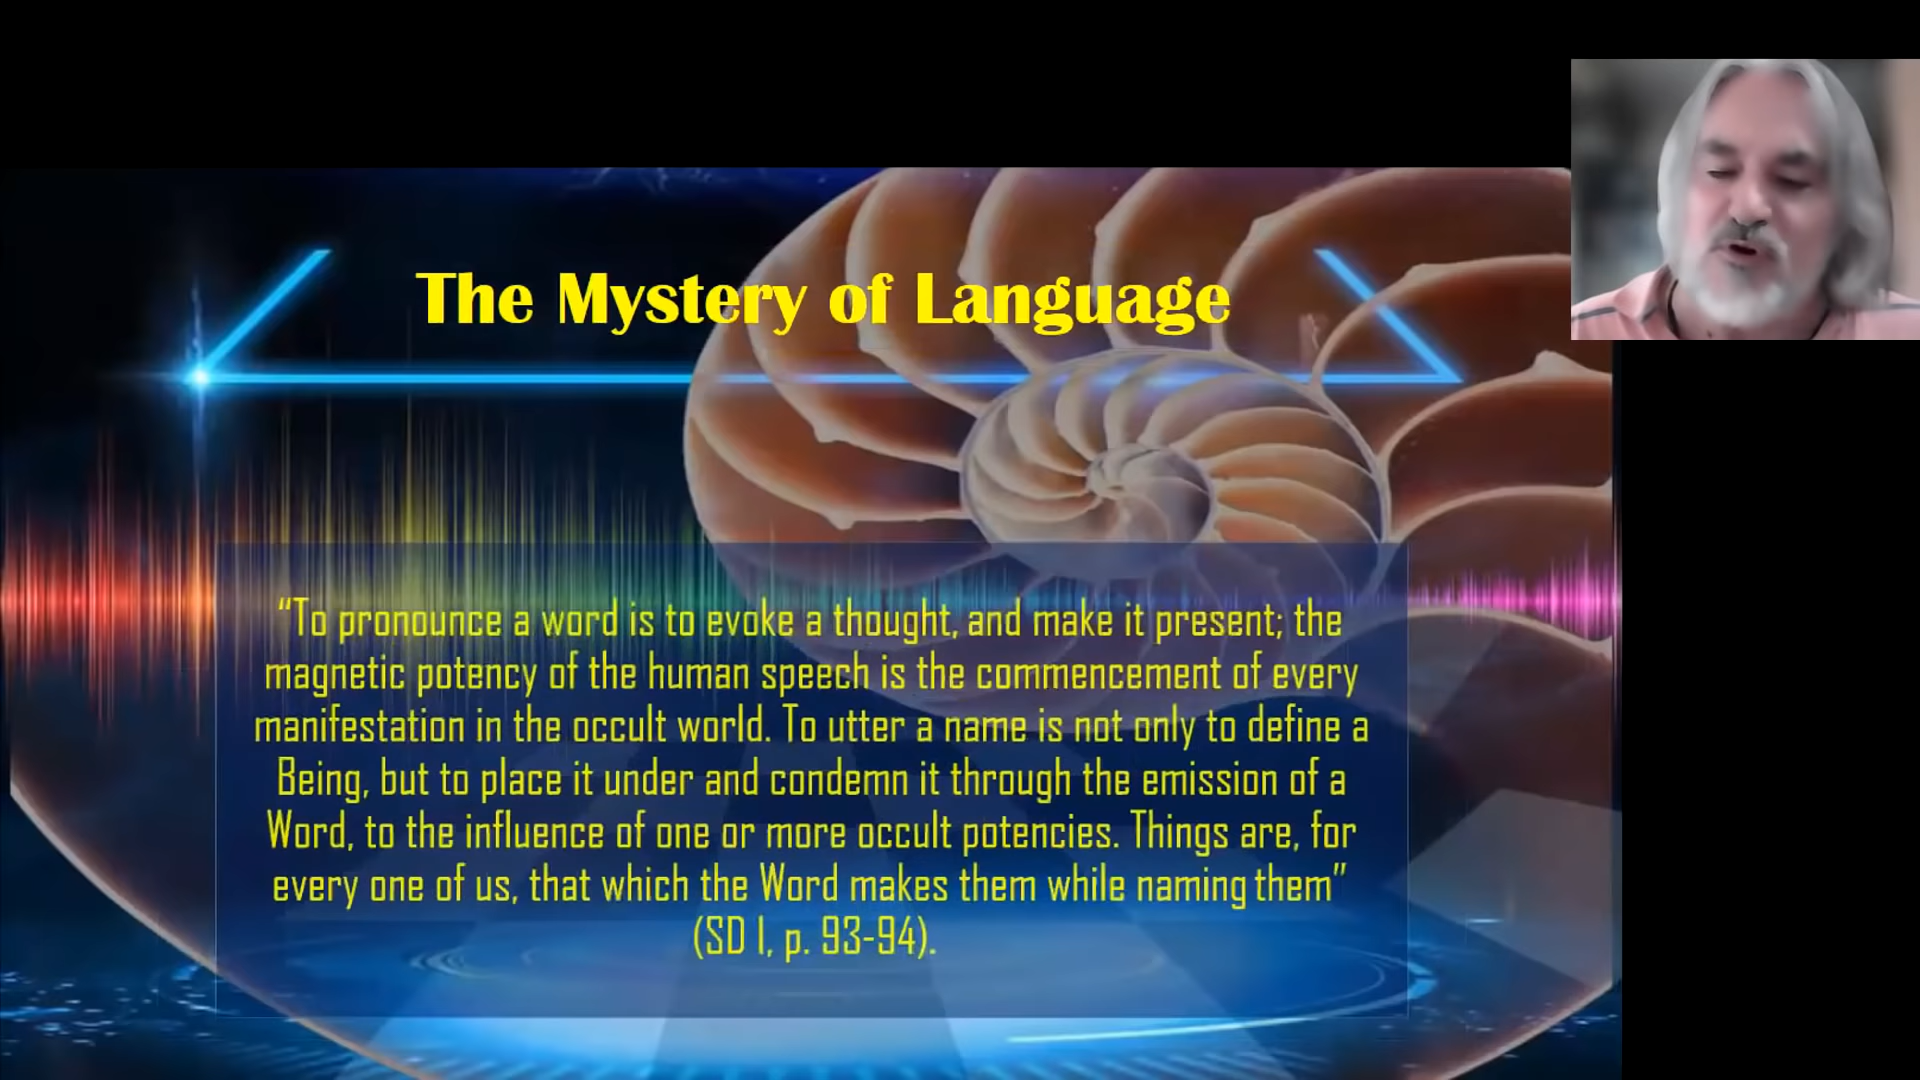 The Mystery of Language
“To pronounce a word is to evoke a thought, and make it present; the
magnetic potency of the human speech is the commencement of every
manifestation in the occult world. To utter a name is not only to define a
Being, but to place it under and condemn it through the emission of a
Word, to the influence of one or more occult potencies. Things are, for
every one of us, that which the Word makes them while naming them”
(SD I, p. 93-94).